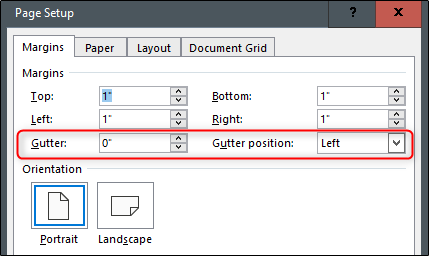 Page Setup ? ×
Margins Paper Layout Document Grid
Margins
Top: 1" Bottom: 1"
Left: 1" Right: 1"
Gutter: 0" Gutter position: Left
Orientation
Portrait Landscape